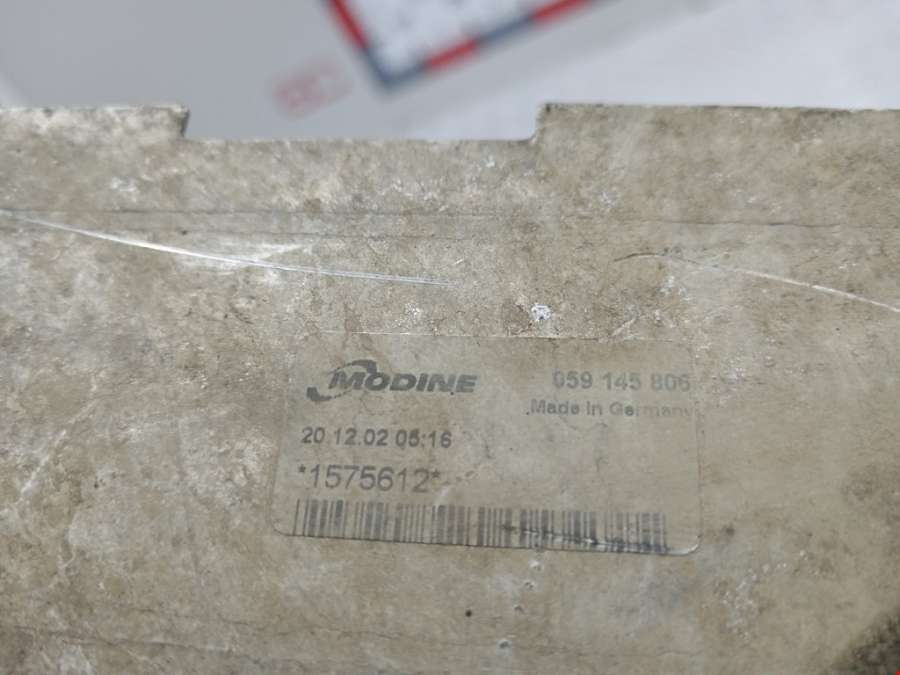 MODINE 059 145 806
Made in Germany
20.12.02 05:16
*1575612*